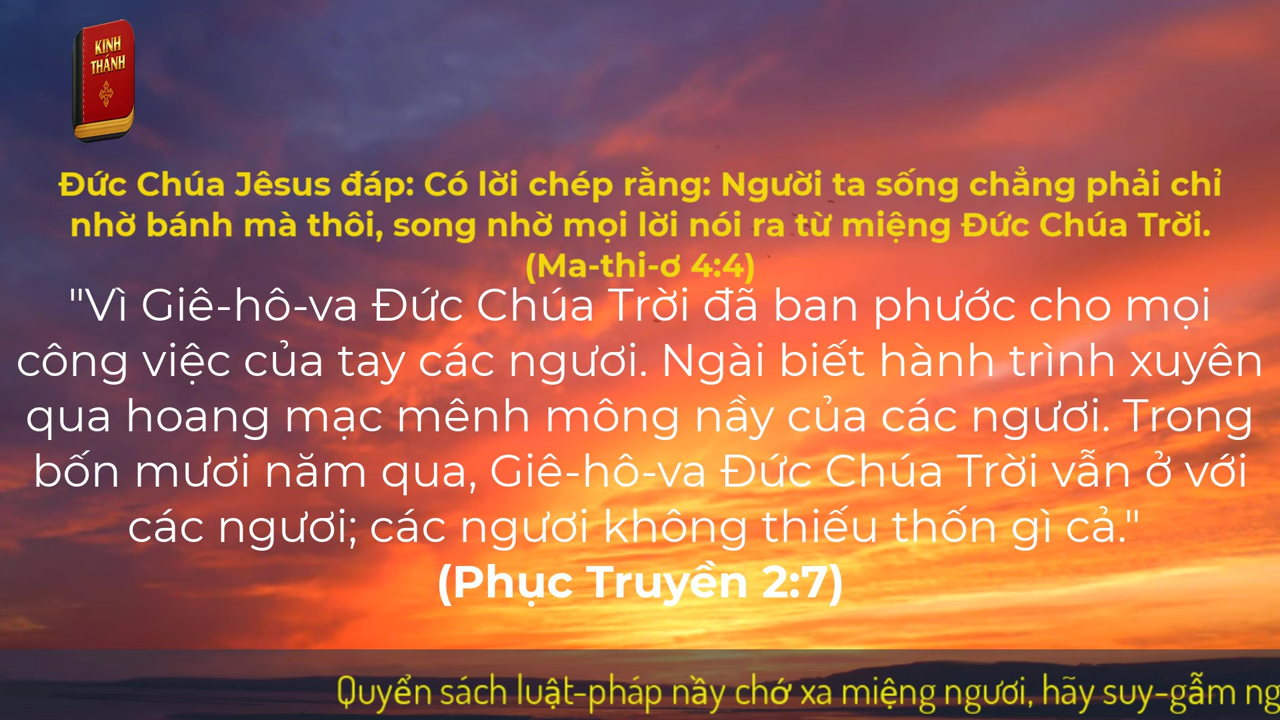 KINH
THÁNH
Đức Chúa Jêsus đáp: Có lời chép rằng: Người ta sống chẳng phải chỉ
nhờ bánh mà thôi, song nhờ mọi lời nói ra từ miệng Đức Chúa Trời.
(Ma-thi-ơ 4:4)
"Vì Giê-hô-va Đức Chúa Trời đã ban phước cho mọi
công việc của tay các ngươi. Ngài biết hành trình xuyên
qua hoang mạc mênh mông nầy của các ngươi. Trong
bốn mươi năm qua, Giê-hô-va Đức Chúa Trời vẫn ở với
các ngươi; các ngươi không thiếu thốn gì cả."
(Phục Truyền 2:7)
Quyển sách luật-pháp nầy chớ xa miệng ngươi, hãy suy-gẫm ng